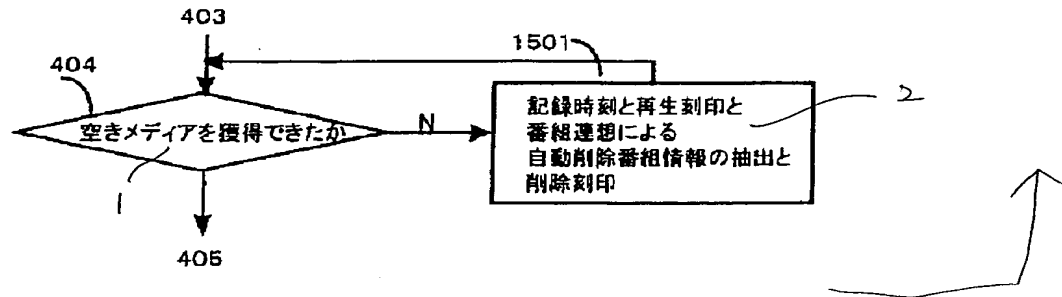 403
1501
404
空きメディアを獲得できたか
N
記録時刻と再生刻印と
番組連想による
自動削除番組情報の抽出と
削除刻印
2
1
405